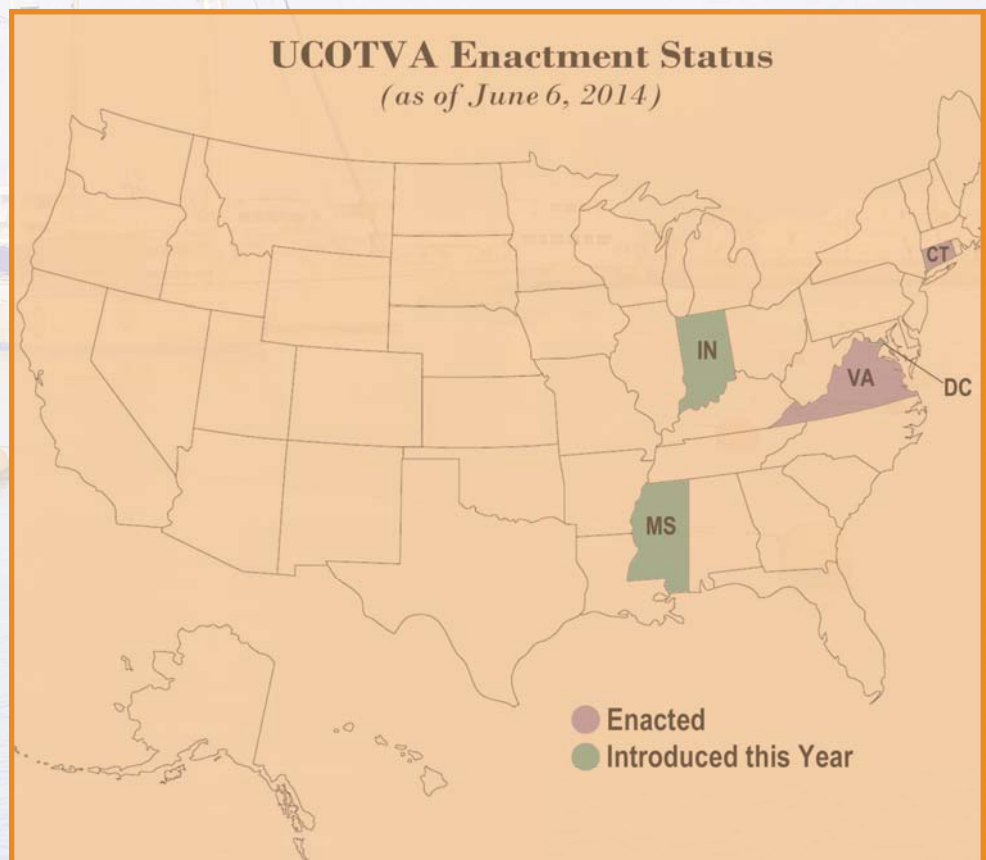 UCOTVA Enactment Status
(as of June 6, 2014)
CT
IN
VA
DC
MS
Enacted
Introduced this Year